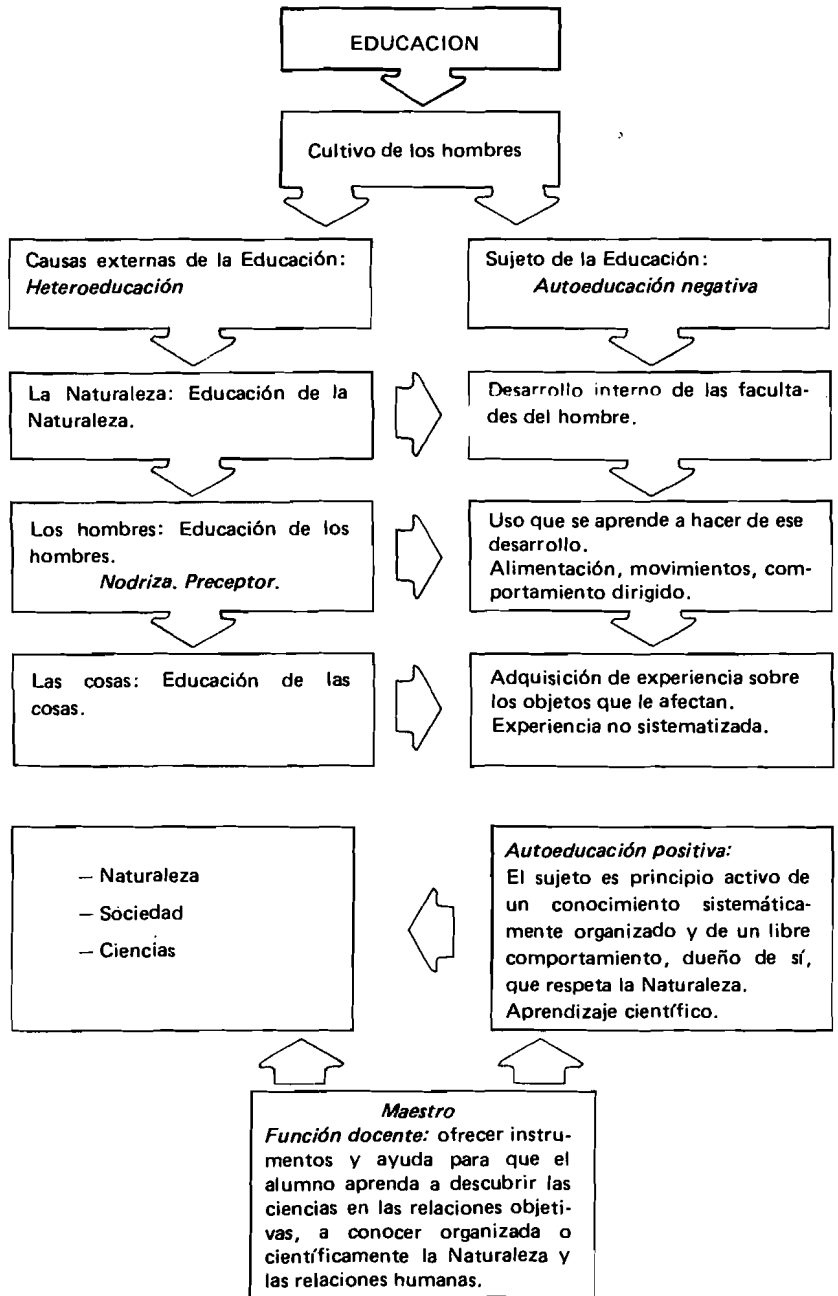 EDUCACION
Cultivo de los hombres
Causas externas de la Educación:
Heteroeducación
Sujeto de la Educación:
Autoeducación negativa
La Naturaleza: Educación de la
Naturaleza.
Desarrollo interno de las faculta-
des del hombre.
Los hombres: Educación de los
hombres.
Nodriza. Preceptor.
Uso que se aprende a hacer de ese
desarrollo.
Alimentación, movimientos, com-
portamiento dirigido.
Las cosas: Educación de las
cosas.
Adquisición de experiencia sobre
los objetos que le afectan.
Experiencia no sistematizada.
— Naturaleza
— Sociedad
— Ciencias
Autoeducación positiva:
El sujeto es principio activo de
un conocimiento sistemática-
mente organizado y de un libre
comportamiento, dueño de sí,
que respeta la Naturaleza.
Aprendizaje científico.
Maestro
Función docente: ofrecer instru-
mentos y ayuda para que el
alumno aprenda a descubrir las
ciencias en las relaciones objeti-
vas, a conocer organizada o
científicamente la Naturaleza y
las relaciones humanas.